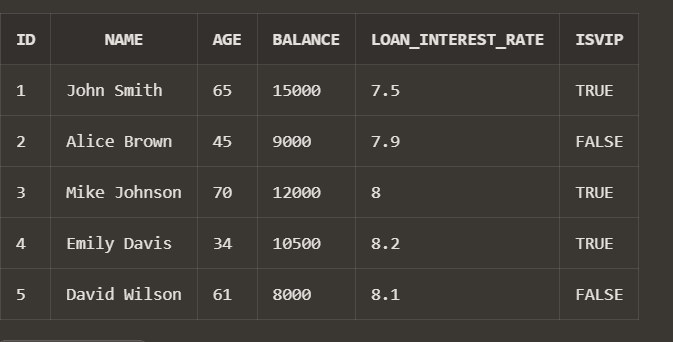 ID NAME AGE BALANCE LOAN_INTEREST_RATE ISVIP
1 John Smith 65 15000 7.5 TRUE
2 Alice Brown 45 9000 7.9 FALSE
3 Mike Johnson 70 12000 8 TRUE
4 Emily Davis 34 10500 8.2 TRUE
5 David Wilson 61 8000 8.1 FALSE